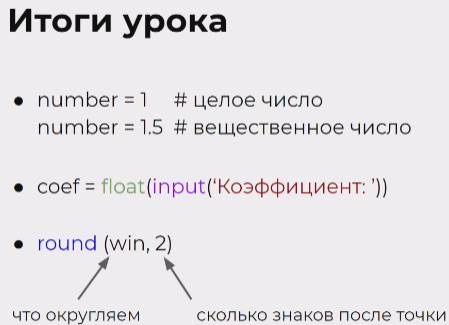 Итоги урока
● number = 1 # целое число
number = 1.5 # вещественное число
● coef = float(input(‘Коэффициент: ’))
● round (win, 2)
что округляем сколько знаков после точки